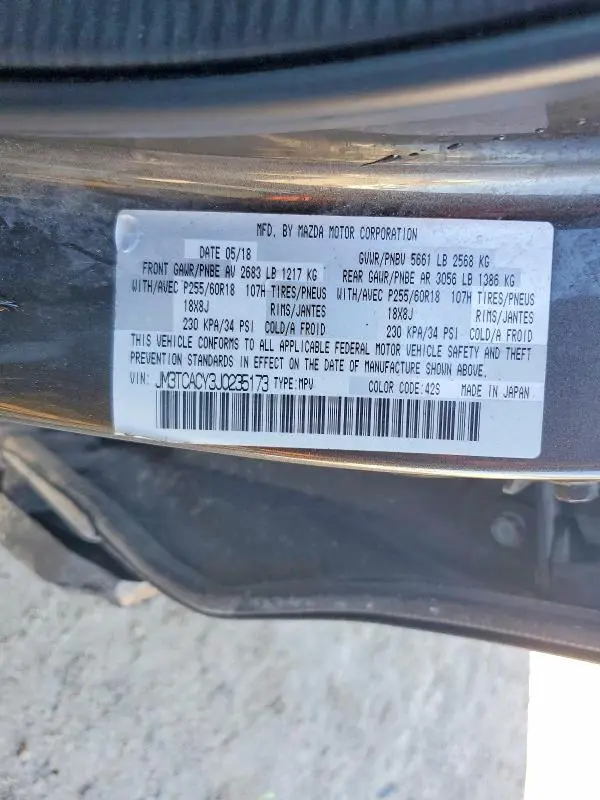 MFD. BY MAZDA MOTOR CORPORATION
DATE 05/18 GVWR/PNBV 5661 LB 2568 KG
FRONT GAWR/PNBE AV 2683 LB 1217 KG REAR GAWR/PNBE AR 3056 LB 1386 KG
WITH/AVEC P255/60R18 107H TIRES/PNEUS WITH/AVEC P255/60R18 107H TIRES/PNEUS
18X8J RIMS/JANTES 18X8J RIMS/JANTES
230 KPA/34 PSI COLD/A FROID 230 KPA/34 PSI COLD/A FROID
THIS VEHICLE CONFORMS TO ALL APPLICABLE FEDERAL MOTOR VEHICLE SAFETY AND THEFT
PREVENTION STANDARDS IN EFFECT ON THE DATE OF MANUFACTURE SHOWN ABOVE.
VIN: JM3TCACY3J0235173 TYPE:MPV COLOR CODE:42S MADE IN JAPAN